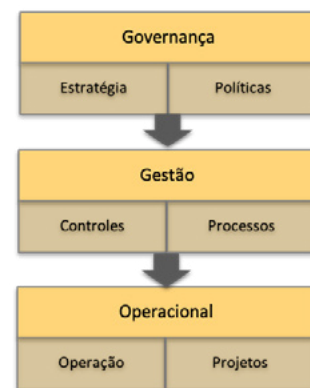 Governança
Estratégia Políticas
Gestão
Controles Processos
Operacional
Operação Projetos